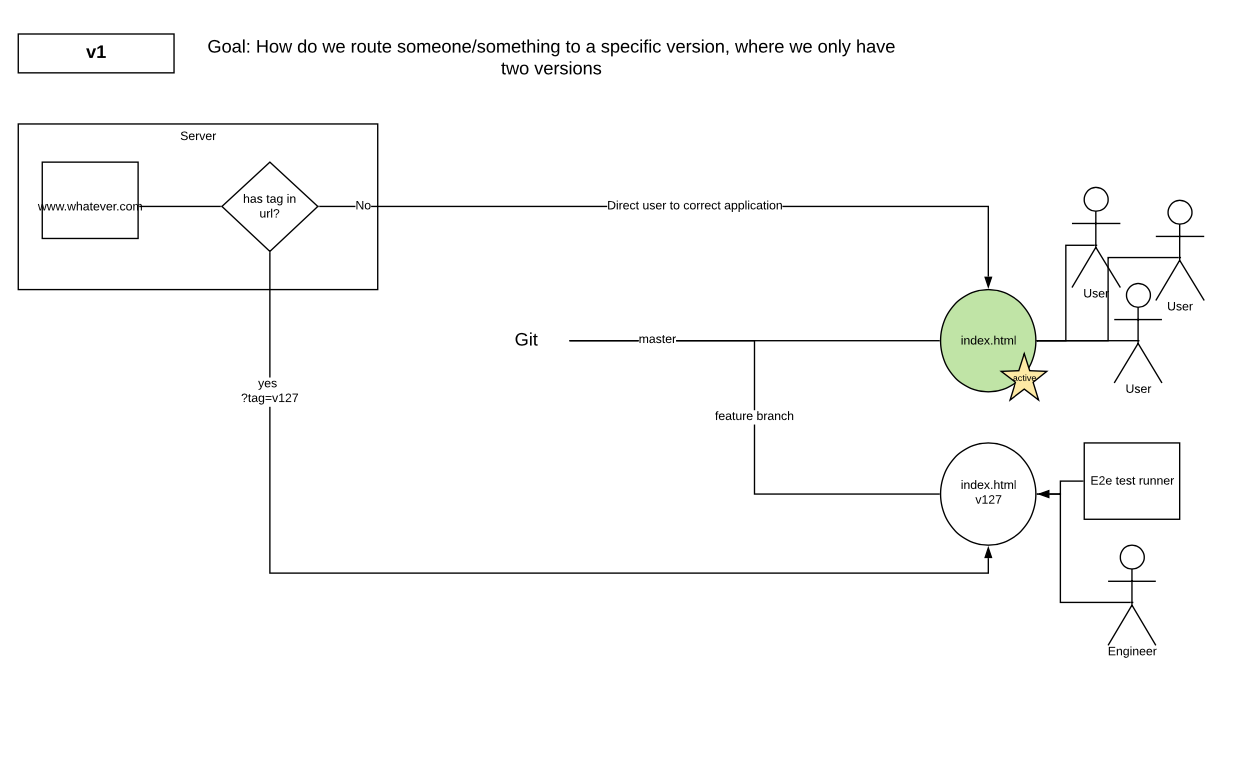 v1
Goal: How do we route someone/something to a specific version, where we only have
two versions
Server
www.whatever.com
has tag in
url?
No
Direct user to correct application
User
User
User
Git
master
index.html
active
yes
?tag=v127
feature branch
index.html
v127
E2e test runner
Engineer